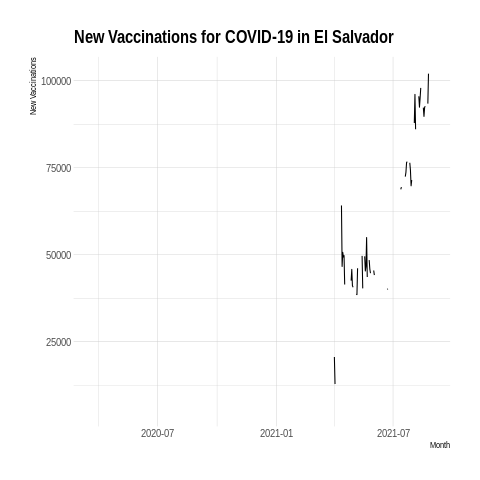 New Vaccinations for COVID-19 in El Salvador
New Vaccinations
100000
75000
50000
25000
2020-07 2021-01 2021-07
Month